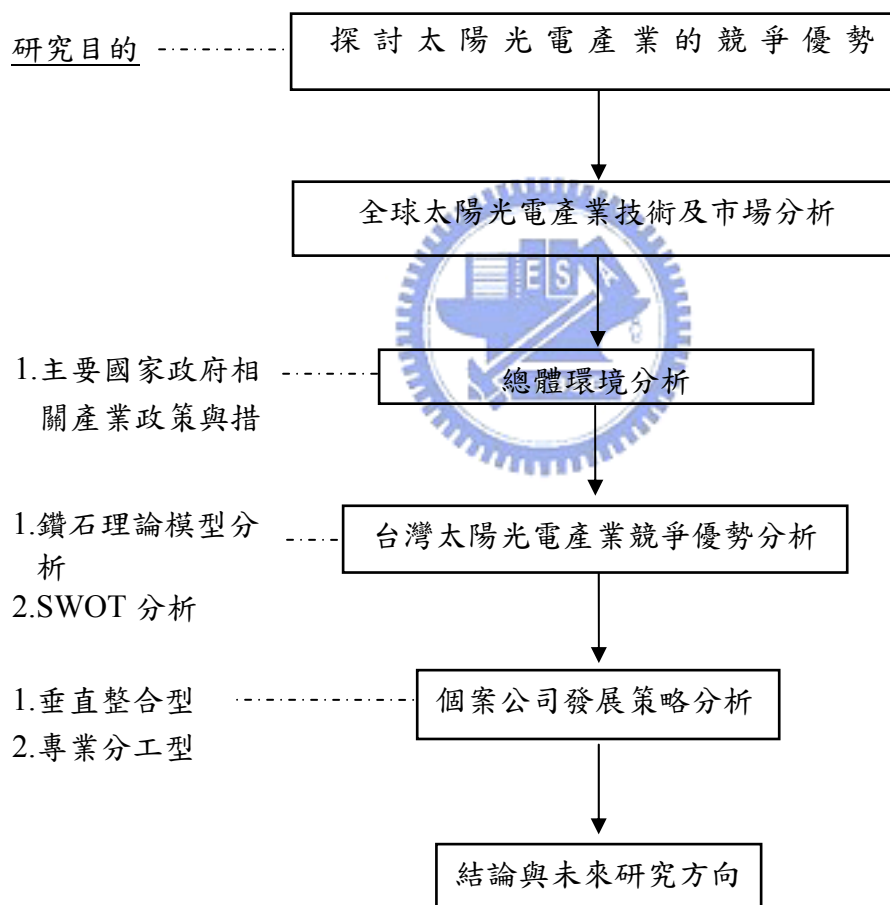 研究目的
探討太陽光電產業的競爭優勢
全球太陽光電產業技術及市場分析
ESA
1.主要國家政府相
關產業政策與措
總體環境分析
1.鑽石理論模型分
析
2.SWOT 分析
台灣太陽光電產業競爭優勢分析
1.垂直整合型
2.專業分工型
個案公司發展策略分析
結論與未來研究方向